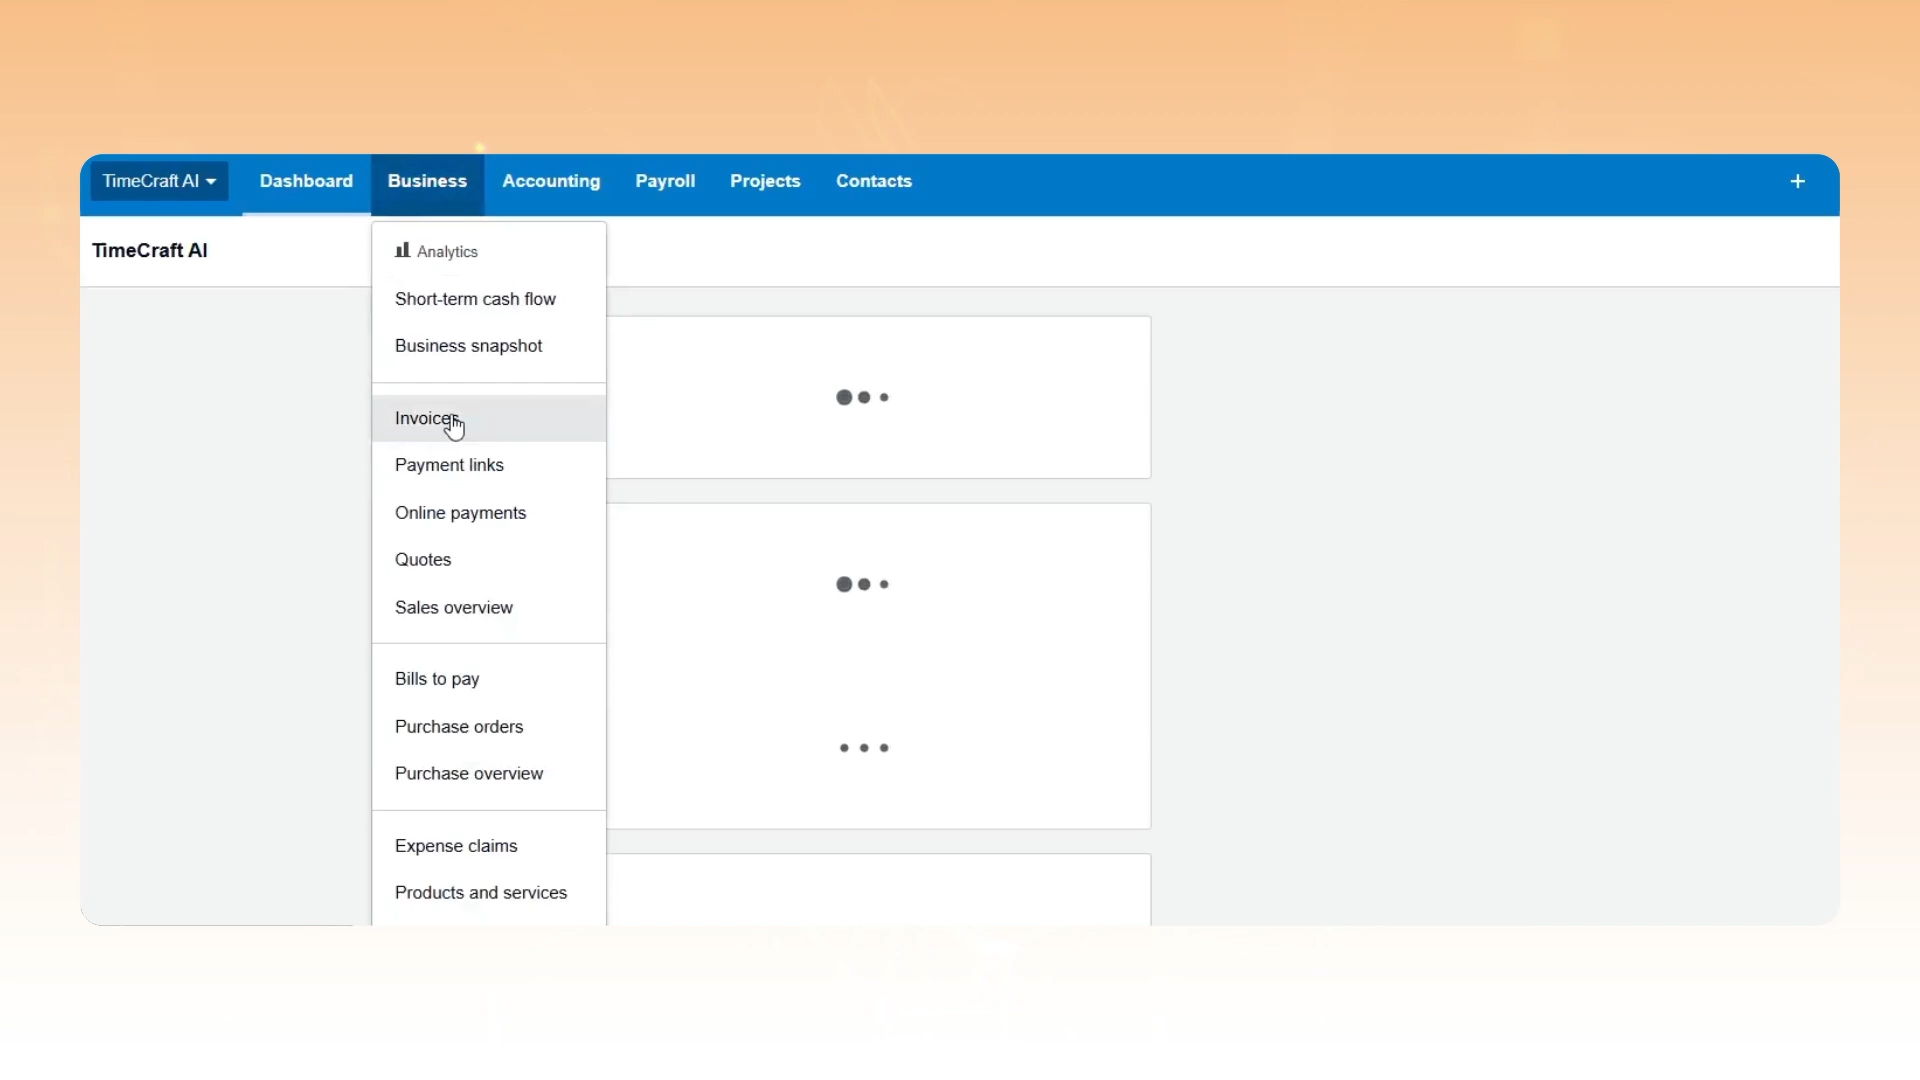 TimeCraft AI Dashboard Business Accounting Payroll Projects Contacts +
TimeCraft AI
Analytics
Short-term cash flow
Business snapshot
Invoices
Payment links
Online payments
Quotes
Sales overview
Bills to pay
Purchase orders
Purchase overview
Expense claims
Products and services